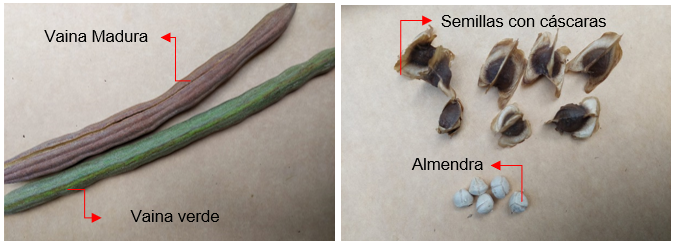 Vaina Madura
Vaina verde
Semillas con cáscaras
Almendra